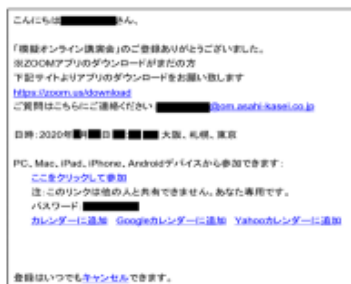 こんにちは さん、
「模擬オンライン講演会」のご登録ありがとうございました。
※ZOOMアプリのダウンロードがまだの方
下記サイトよりアプリのダウンロードをお願い致します
https://zoom.us/download
ご質問はこちらにご連絡ください @om.asahi-kasei.co.jp
日時: 2020年 月 日 大阪、札幌、東京
PC、Mac、iPad、iPhone、Androidデバイスから参加できます:
ここをクリックして参加
注: このリンクは他の人と共有できません。あなた専用です。
パスワード:
カレンダーに追加 Googleカレンダーに追加 Yahooカレンダーに追加
登録はいつでもキャンセルできます。